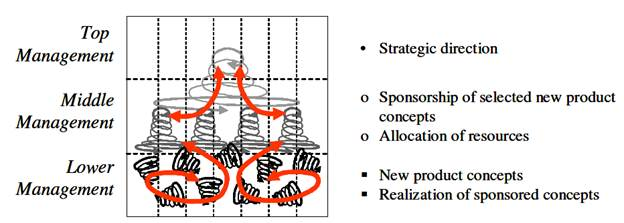 Top
Management
• Strategic direction
Middle
Management
o Sponsorship of selected new product
concepts
o Allocation of resources
Lower
Management
▪ New product concepts
▪ Realization of sponsored concepts